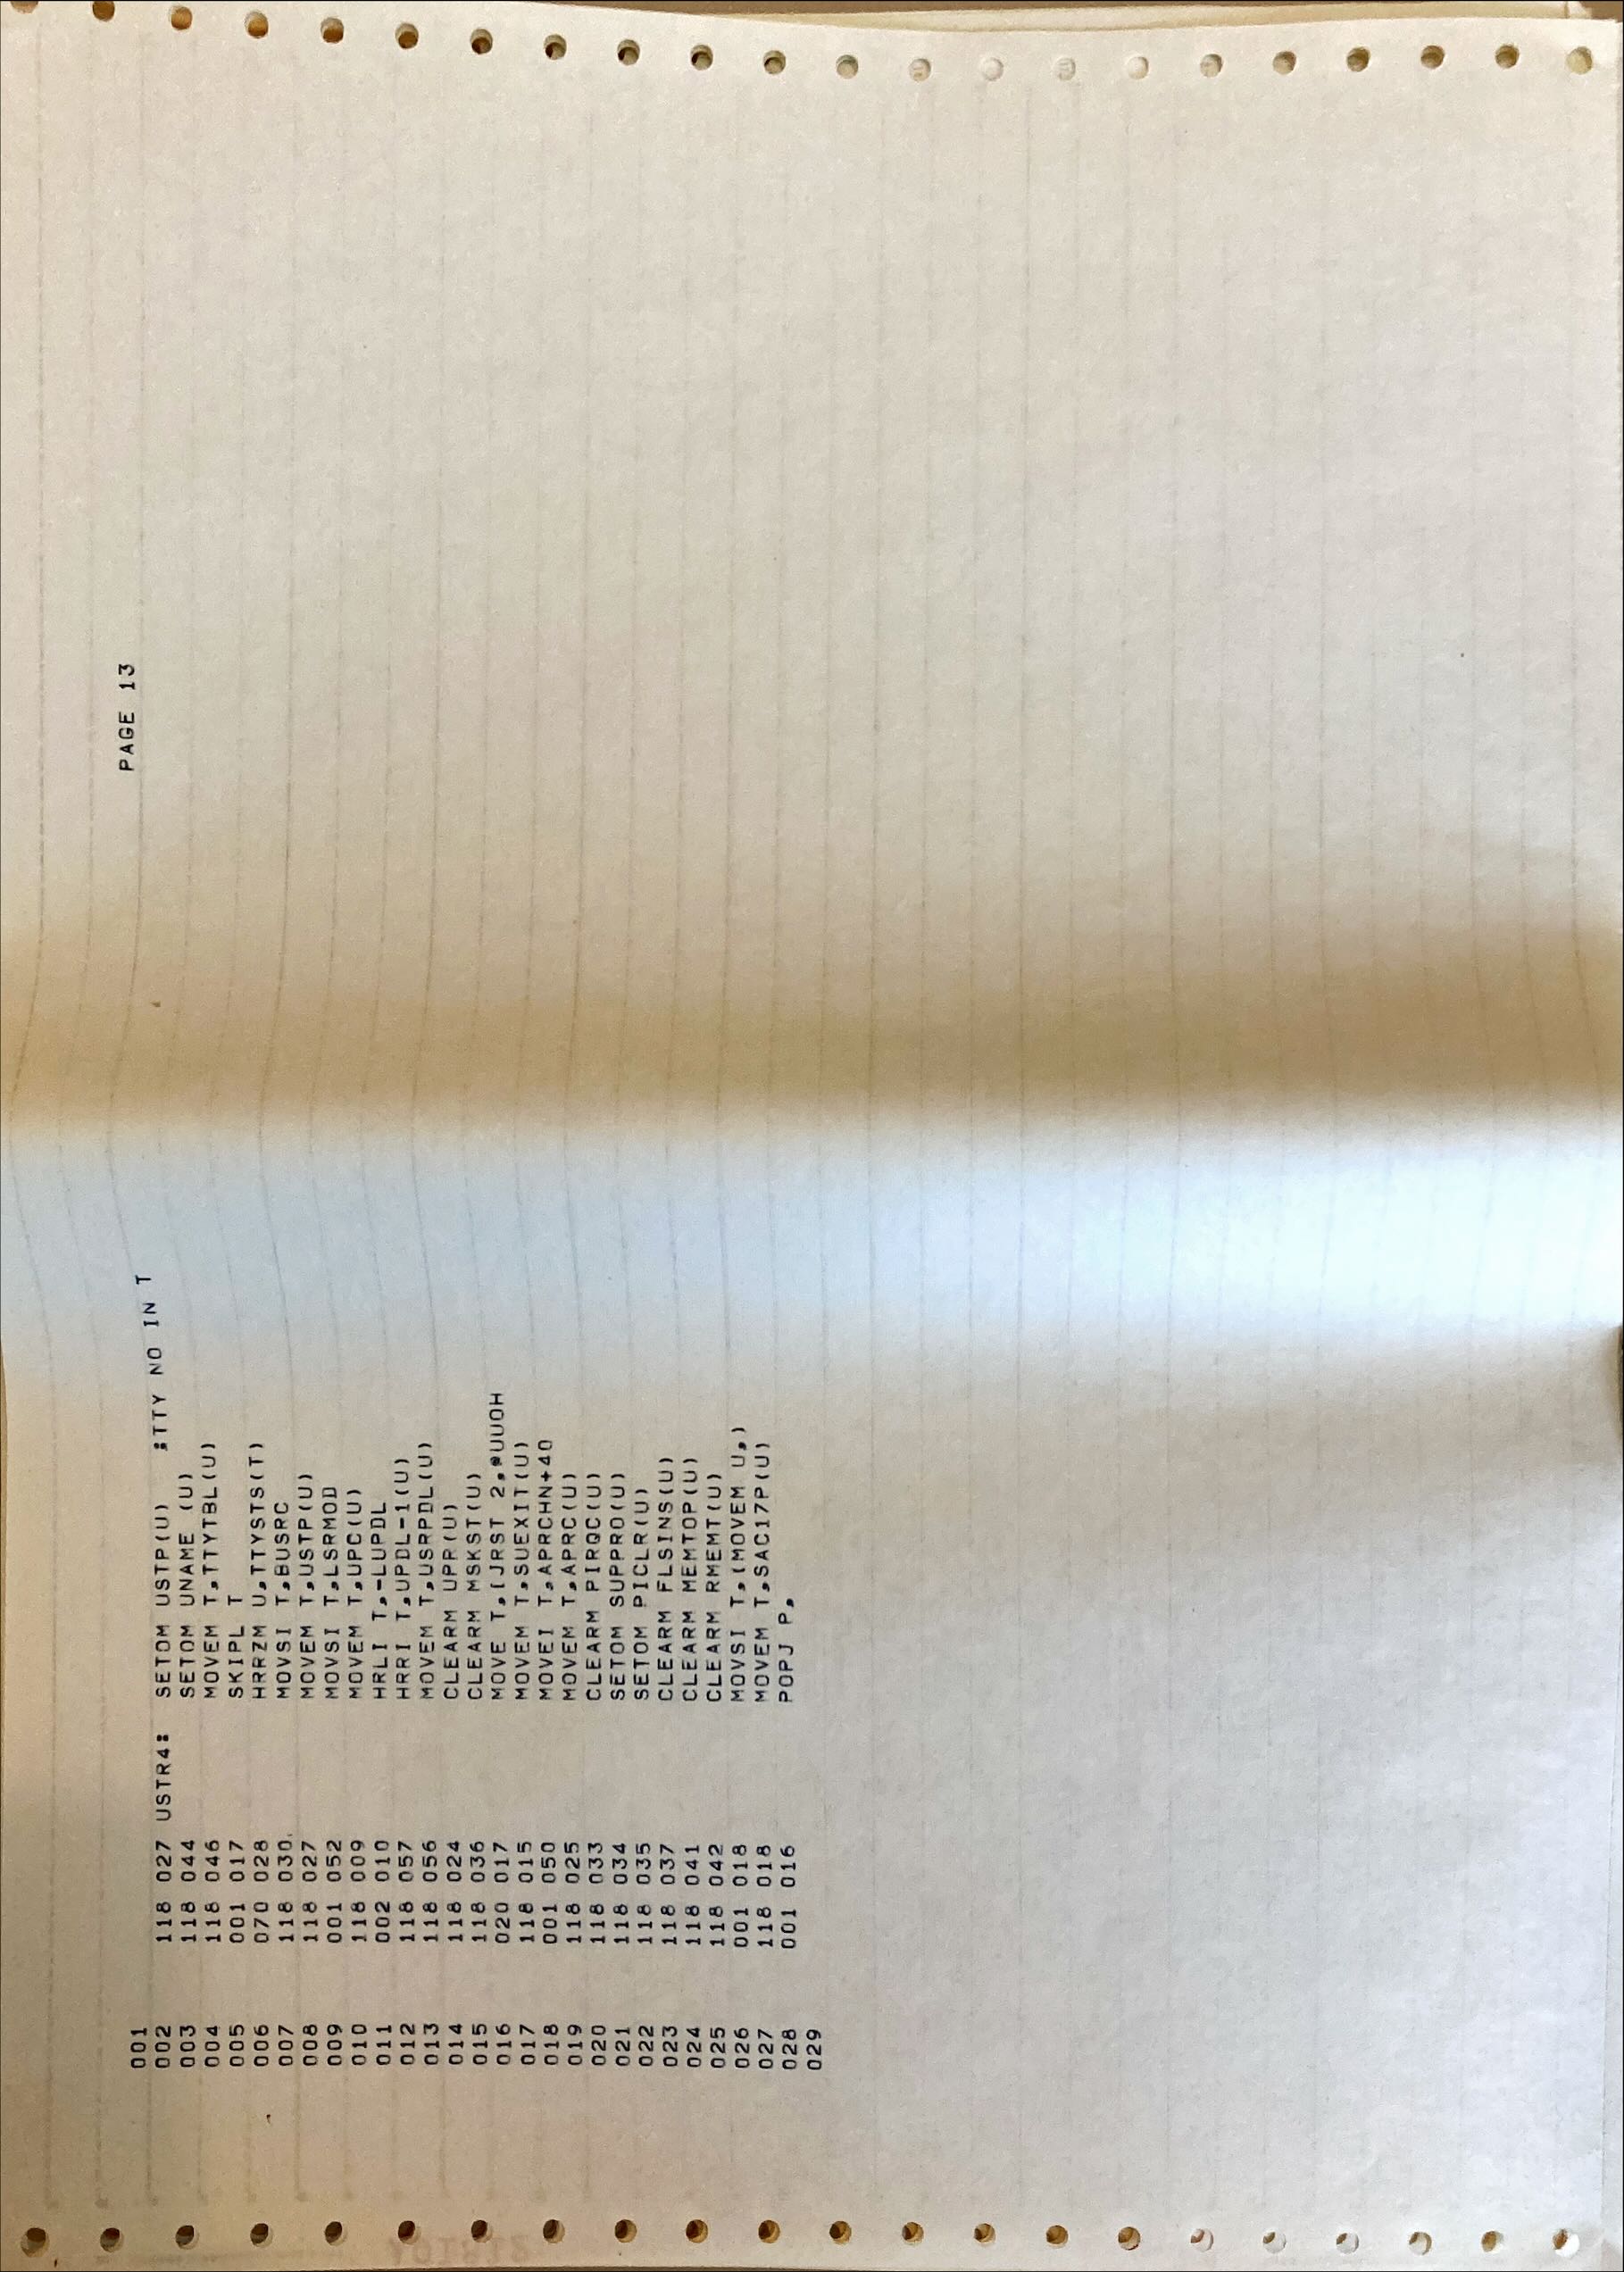 PAGE 13
001
002 118 027 USTR4: SETOM USTP(U) ;TTY NO IN T
003 118 044 SETOM UNAME (U)
004 118 046 MOVEM T,TTYTBL(U)
005 001 017 SKIPL T
006 070 028 HRRZM U,TTYSTS(T)
007 118 030 MOVSI T,BUSRC
008 118 027 MOVEM T,USTP(U)
009 001 052 MOVSI T,LSRMOD
010 118 009 MOVEM T,UPC(U)
011 002 010 HRLI T,-LUPDL
012 118 057 HRRI T,UPDL-1(U)
013 118 056 MOVEM T,USRPDL(U)
014 118 024 CLEARM UPR(U)
015 118 036 CLEARM MSKST(U)
016 020 017 MOVE T,(JRST 2,@UUOH
017 118 015 MOVEM T,SUEXIT(U)
018 001 050 MOVEI T,APRCHN+40
019 118 025 MOVEM T,APRC(U)
020 118 033 CLEARM PIRQC(U)
021 118 034 SETOM SUPPRO(U)
022 118 035 SETOM PICLR(U)
023 118 037 CLEARM FLSINS(U)
024 118 041 CLEARM MEMTOP(U)
025 118 042 CLEARM RMEMT(U)
026 001 018 MOVSI T,(MOVEM U,)
027 118 018 MOVEM T,SAC17P(U)
028 001 016 POPJ P,
029